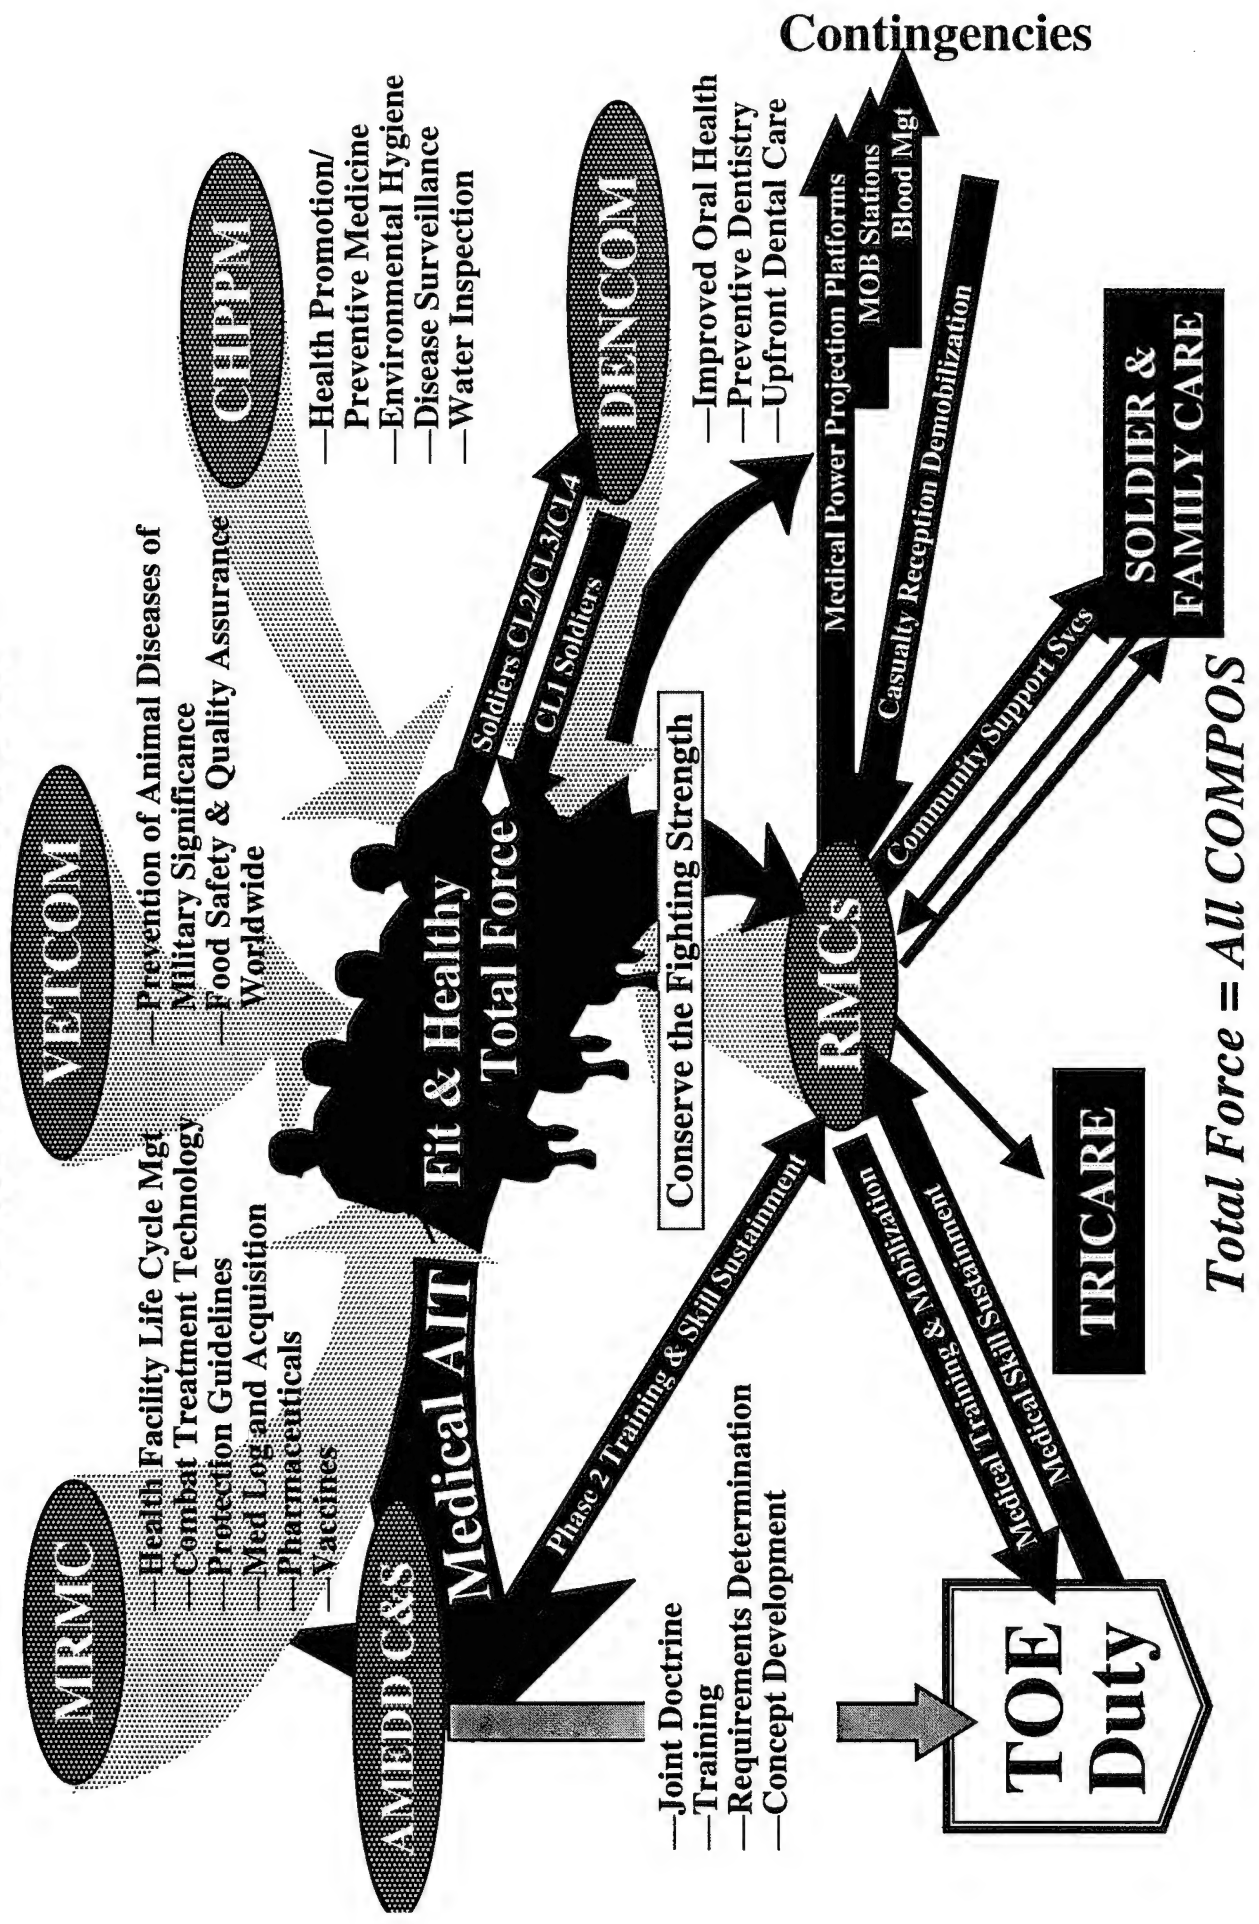 MRMC
—Health Facility Life Cycle Mgt
—Combat Treatment Technology
—Protection Guidelines
—Med Log and Acquisition
—Pharmaceuticals
—Vaccines
VETCOM
—Prevention of Animal Diseases of
Military Significance
—Food Safety & Quality Assurance
Worldwide
CHPPM
—Health Promotion/
Preventive Medicine
—Environmental Hygiene
—Disease Surveillance
—Water Inspection
AMEDD C&S
Medical AIT
Fit & Healthy
Total Force
Soldiers CL2/CL3/CL4
CL1 Soldiers
DENCOM
—Improved Oral Health
—Preventive Dentistry
—Upfront Dental Care
Conserve the Fighting Strength
Phase 2 Training & Skill Sustainment
—Joint Doctrine
—Training
—Requirements Determination
—Concept Development
RMCs
Medical Power Projection Platforms
MOB Stations
Blood Mgt
Contingencies
Casualty Reception Demobilization
Community Support Svcs
SOLDIER &
FAMILY CARE
Medical Training & Mobilization
Medical Skill Sustainment
TOE
Duty
TRICARE
Total Force = All COMPOS